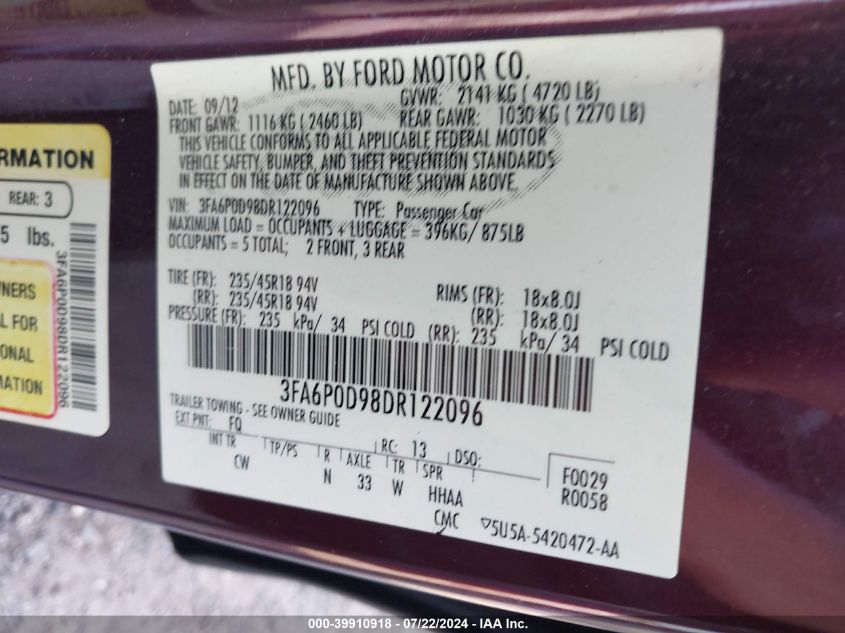 MFD. BY FORD MOTOR CO.
DATE: 09/12 GVWR: 2141 KG ( 4720 LB)
FRONT GAWR: 1116 KG ( 2460 LB) REAR GAWR: 1030 KG ( 2270 LB)
THIS VEHICLE CONFORMS TO ALL APPLICABLE FEDERAL MOTOR
VEHICLE SAFETY, BUMPER, AND THEFT PREVENTION STANDARDS
IN EFFECT ON THE DATE OF MANUFACTURE SHOWN ABOVE.
VIN: 3FA6P0D98DR122096 TYPE: Passenger Car
MAXIMUM LOAD = OCCUPANTS + LUGGAGE = 396KG/ 875LB
OCCUPANTS = 5 TOTAL; 2 FRONT, 3 REAR
TIRE (FR): 235/45R18 94V RIMS (FR): 18x8.0J
(RR): 235/45R18 94V (RR): 18x8.0J
PRESSURE (FR): 235 kPa/ 34 PSI COLD (RR): 235 kPa/ 34 PSI COLD
3FA6P0D98DR122096
TRAILER TOWING - SEE OWNER GUIDE
EXT PNT: FQ RC: 13 DSO:
INT TR TP/PS R AXLE TR SPR
CW N 33 W HHAA
F0029
R0058
CMC 5U5A-5420472-AA
RMATION
REAR: 3
5 lbs.
3FA6P0D98DR122096
NERS
AL FOR
ONAL
MATION
000-39910918 - 07/22/2024 - IAA Inc.